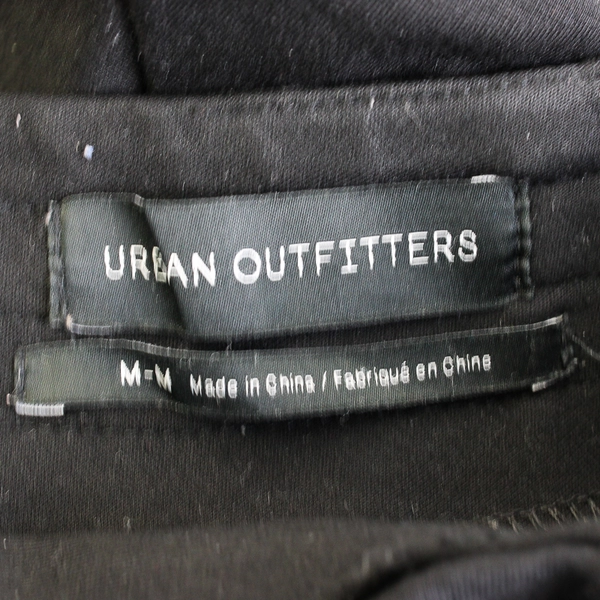 URBAN OUTFITTERS
M-M Made in China / Fabriqué en Chine